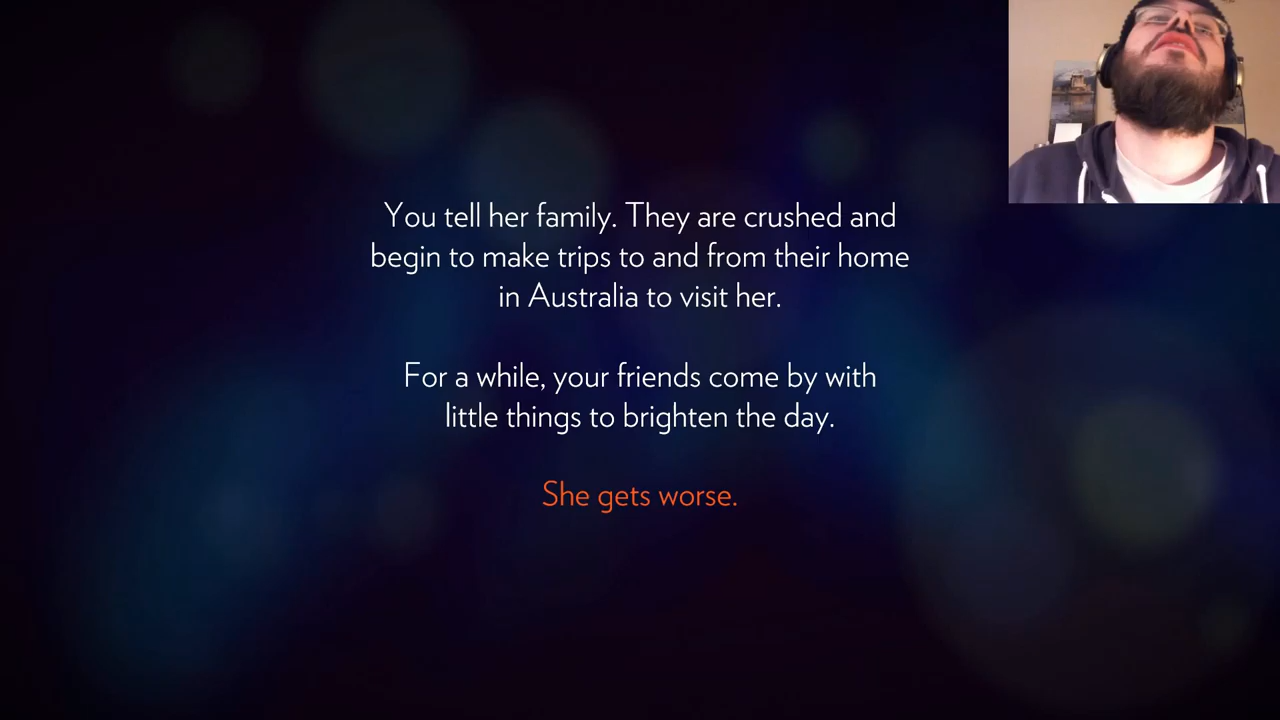 You tell her family. They are crushed and
begin to make trips to and from their home
in Australia to visit her.
For a while, your friends come by with
little things to brighten the day.
She gets worse.